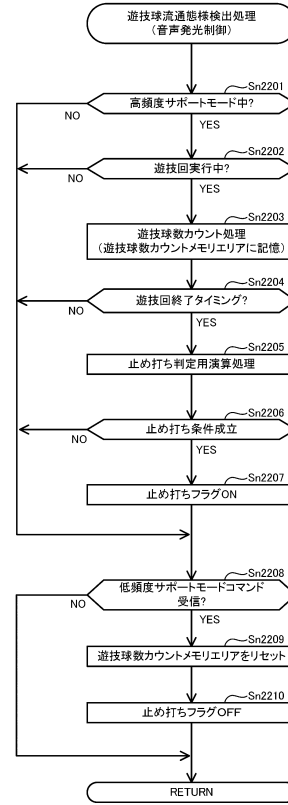 遊技球流通態様検出処理
(音声発光制御)
Sn2201
高頻度サポートモード中?
NO
YES
Sn2202
遊技回実行中?
NO
YES
Sn2203
遊技球数カウント処理
(遊技球数カウントメモリエリアに記憶)
Sn2204
遊技回終了タイミング?
NO
YES
Sn2205
止め打ち判定用演算処理
Sn2206
止め打ち条件成立
NO
YES
Sn2207
止め打ちフラグON
Sn2208
低頻度サポートモードコマンド
受信?
NO
YES
Sn2209
遊技球数カウントメモリエリアをリセット
Sn2210
止め打ちフラグOFF
RETURN